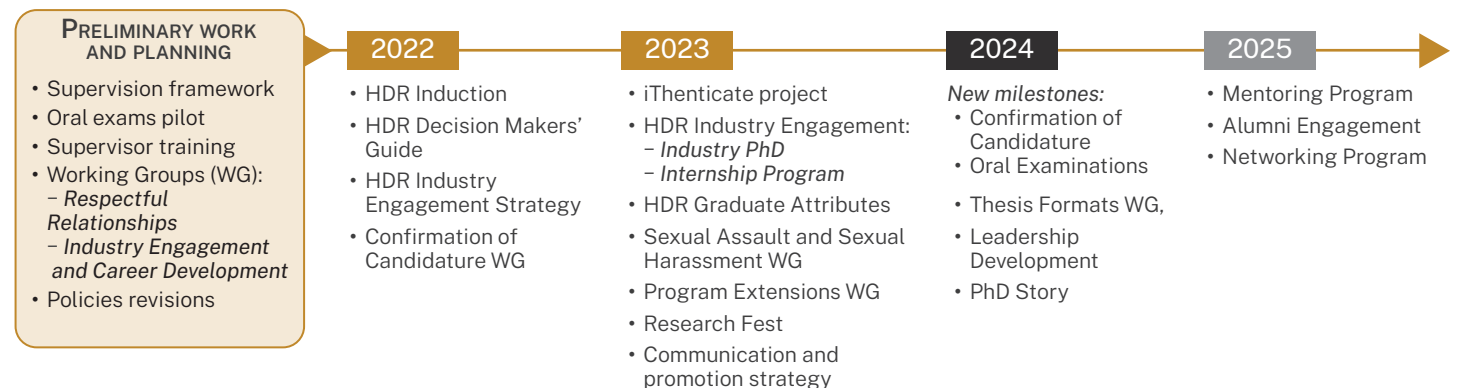 PRELIMINARY WORK
AND PLANNING
• Supervision framework
• Oral exams pilot
• Supervisor training
• Working Groups (WG):
– Respectful
Relationships
– Industry Engagement
and Career Development
• Policies revisions
2022
• HDR Induction
• HDR Decision Makers’
Guide
• HDR Industry
Engagement Strategy
• Confirmation of
Candidature WG
2023
• iThenticate project
• HDR Industry Engagement:
– Industry PhD
– Internship Program
• HDR Graduate Attributes
• Sexual Assault and Sexual
Harassment WG
• Program Extensions WG
• Research Fest
• Communication and
promotion strategy
2024
New milestones:
• Confirmation of
Candidature
• Oral Examinations
• Thesis Formats WG,
• Leadership
Development
• PhD Story
2025
• Mentoring Program
• Alumni Engagement
• Networking Program